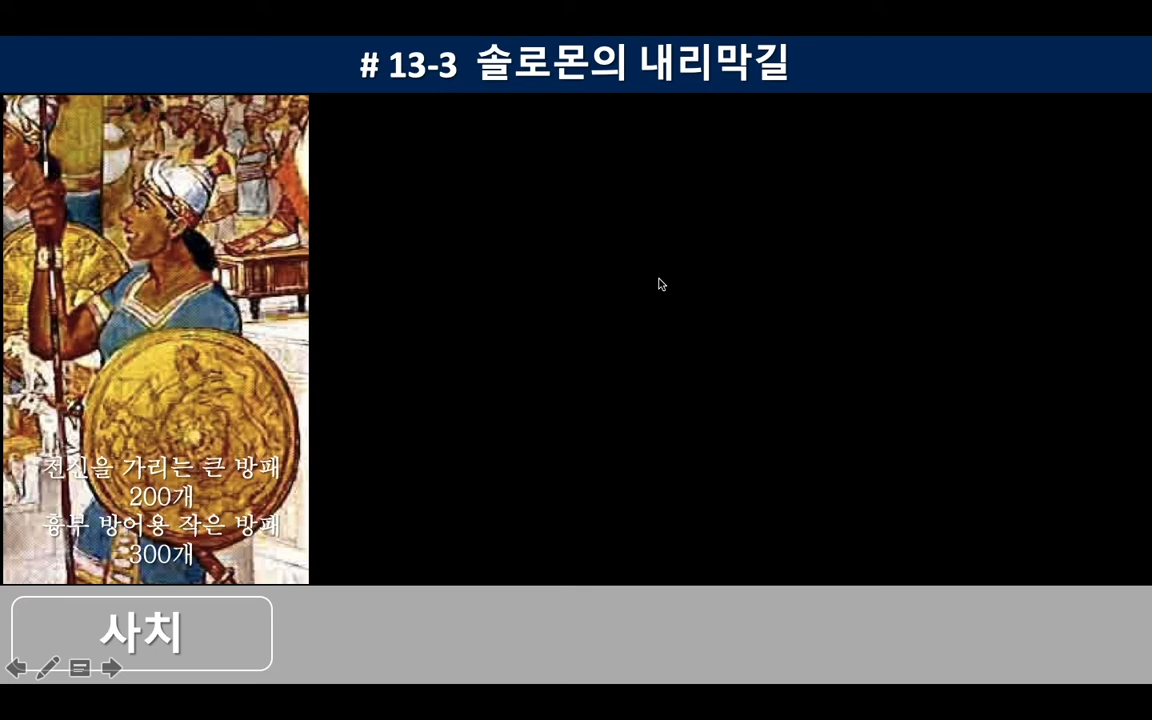 # 13-3 솔로몬의 내리막길
전신을 가리는 큰 방패
200개
흉부 방어용 작은 방패
300개
사치